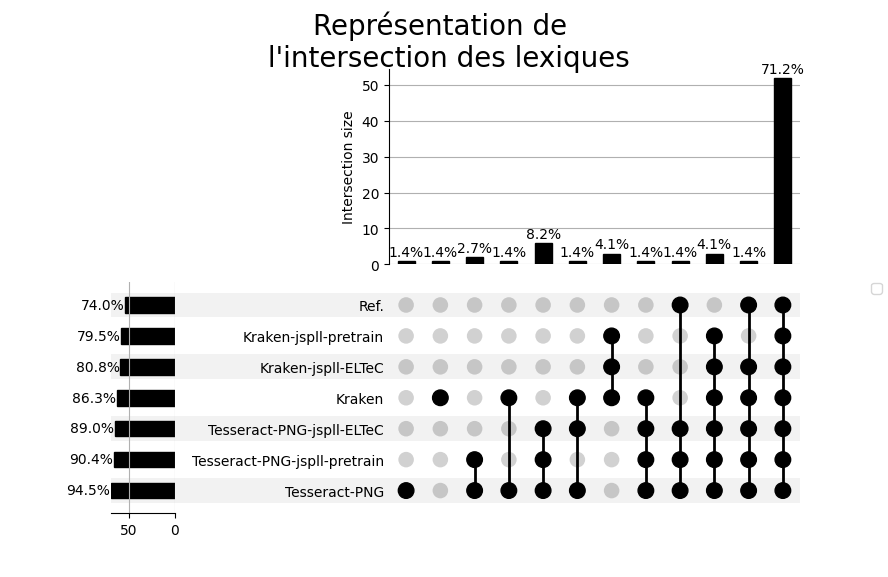 Représentation de
l'intersection des lexiques
71.2%
50
40
30
20
10
0
Intersection size
1.4% 1.4% 2.7% 1.4% 8.2% 1.4% 4.1% 1.4% 1.4% 4.1% 1.4%
74.0% Ref.
79.5% Kraken-jspll-pretrain
80.8% Kraken-jspll-ELTeC
86.3% Kraken
89.0% Tesseract-PNG-jspll-ELTeC
90.4% Tesseract-PNG-jspll-pretrain
94.5% Tesseract-PNG
50 0